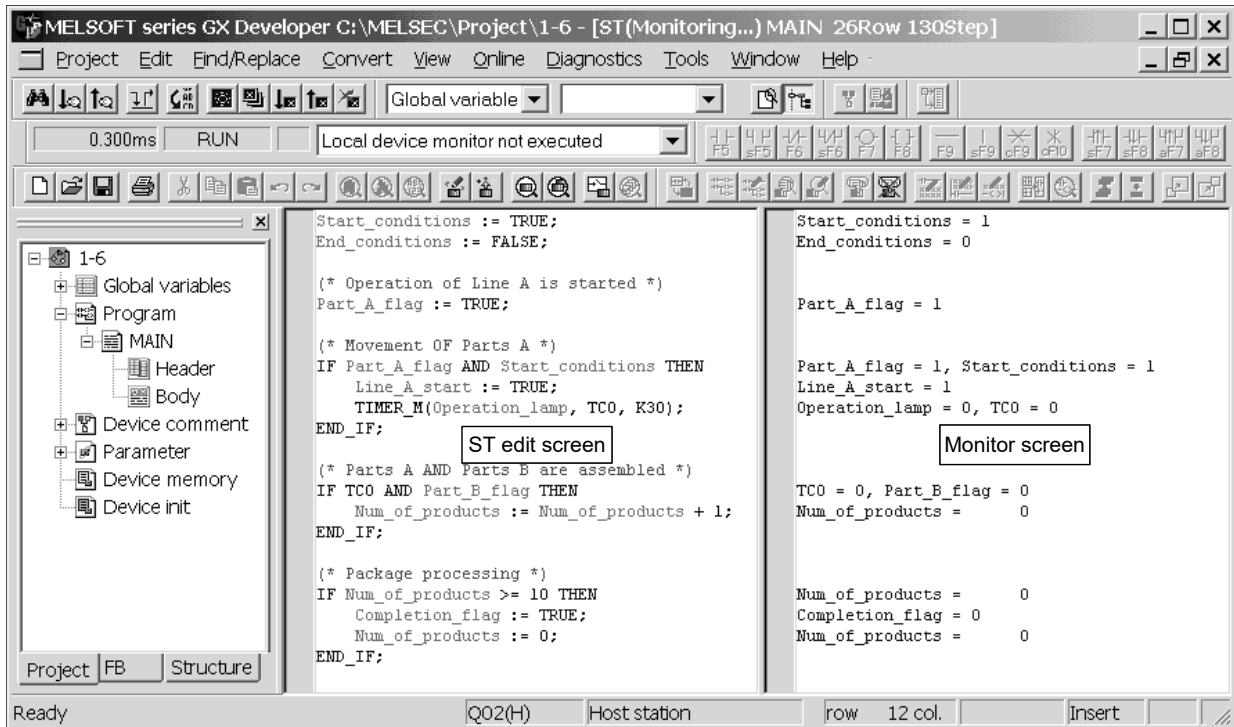 MELSOFT series GX Developer C:\MELSEC\Project\1-6 - [ST(Monitoring...) MAIN 26Row 130Step]
Project Edit Find/Replace Convert View Online Diagnostics Tools Window Help
Global variable
0.300ms RUN Local device monitor not executed
F5 sF5 F6 sF6 F7 F8 F9 sF9 cF9 cF10 sF7 sF8 aF7 aF8
1-6
Global variables
Program
MAIN
Header
Body
Device comment
Parameter
Device memory
Device init
Project FB Structure
Start_conditions := TRUE;
End_conditions := FALSE;
(* Operation of Line A is started *)
Part_A_flag := TRUE;
(* Movement OF Parts A *)
IF Part_A_flag AND Start_conditions THEN
Line_A_start := TRUE;
TIMER_M(Operation_lamp, TC0, K30);
END_IF;
ST edit screen
(* Parts A AND Parts B are assembled *)
IF TC0 AND Part_B_flag THEN
Num_of_products := Num_of_products + 1;
END_IF;
(* Package processing *)
IF Num_of_products >= 10 THEN
Completion_flag := TRUE;
Num_of_products := 0;
END_IF;
Start_conditions = 1
End_conditions = 0
Part_A_flag = 1
Part_A_flag = 1, Start_conditions = 1
Line_A_start = 1
Operation_lamp = 0, TC0 = 0
Monitor screen
TC0 = 0, Part_B_flag = 0
Num_of_products = 0
Num_of_products = 0
Completion_flag = 0
Num_of_products = 0
Ready Q02(H) Host station row 12 col. Insert